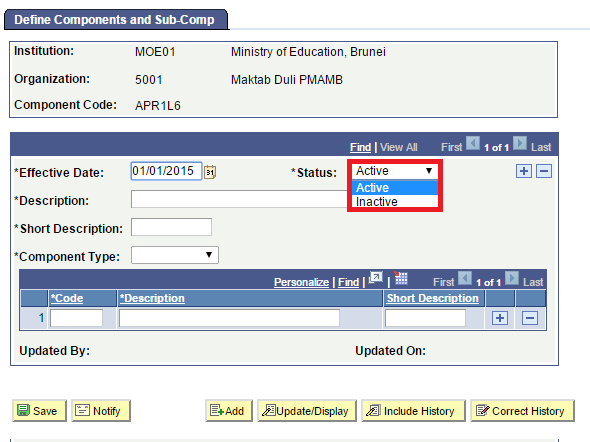 Define Components and Sub-Comp
Institution: MOE01 Ministry of Education, Brunei
Organization: 5001 Maktab Duli PMAMB
Component Code: APR1L6
Find | View All First 1 of 1 Last
*Effective Date: 01/01/2015 31 *Status: Active
Active
*Description:
Inactive
*Short Description:
*Component Type:
Personalize | Find | | First 1 of 1 Last
*Code *Description Short Description
1
Updated By: Updated On:
Save Notify Add Update/Display Include History Correct History